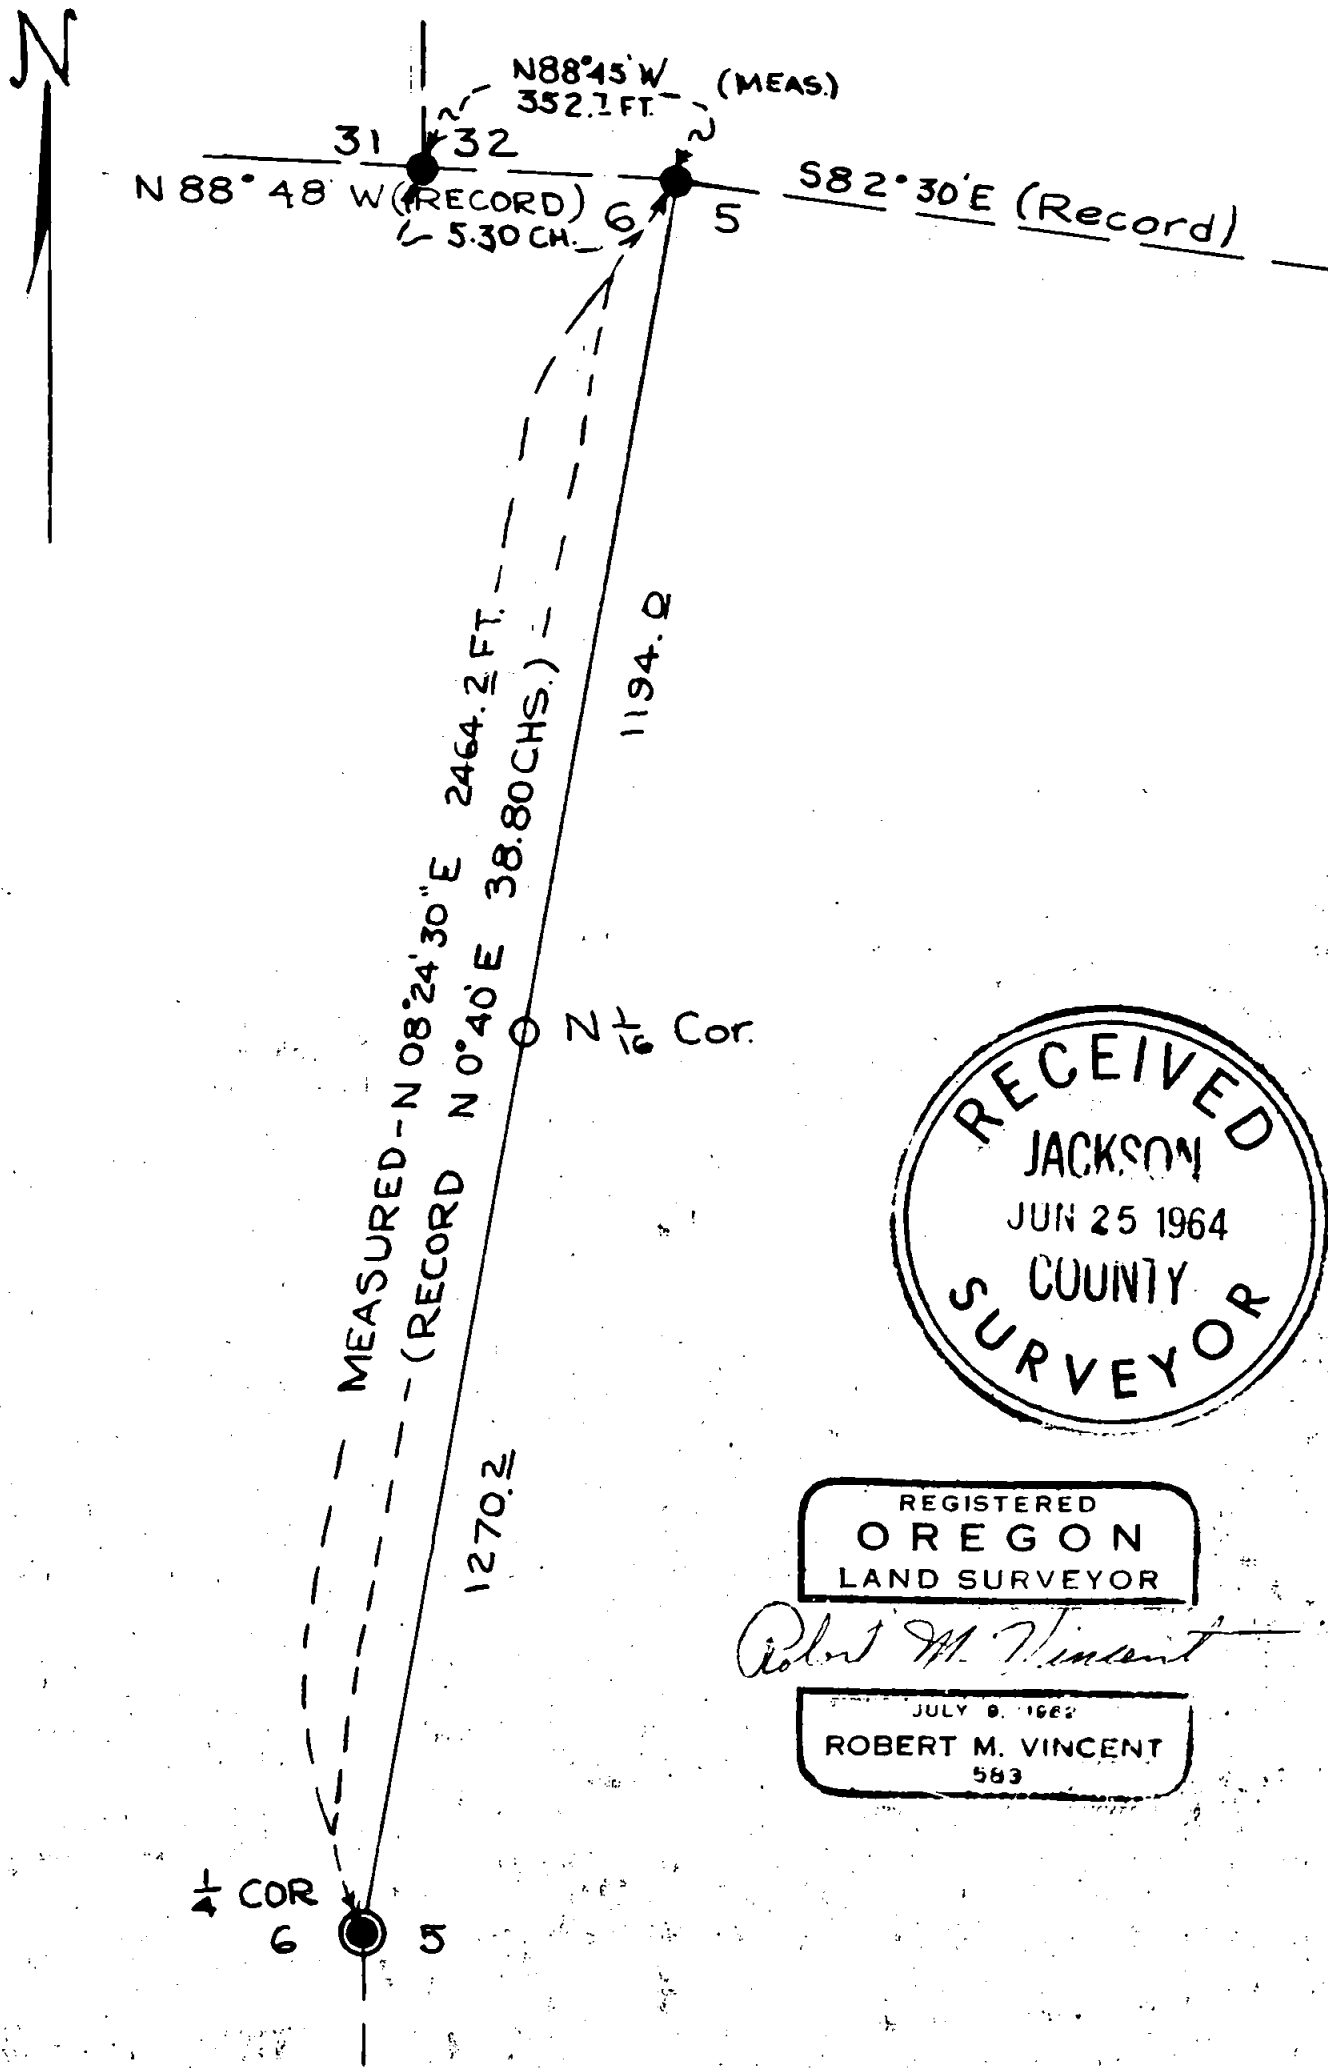 N
N88°45'W (MEAS.)
352.7 FT.
31 32
N 88° 48' W (RECORD)
5.30 CH.
6 5
S82°30'E (Record)
MEASURED - N 08°24'30"E 2464.2 FT.
(RECORD N 0°40'E 38.80 CHS.)
1194.0
N 1/16 Cor.
1270.2
1/4 COR
6 5
RECEIVED
JACKSON
JUN 25 1964
COUNTY
SURVEYOR
REGISTERED
OREGON
LAND SURVEYOR
Robert M. Vincent
JULY 9, 1962
ROBERT M. VINCENT
583